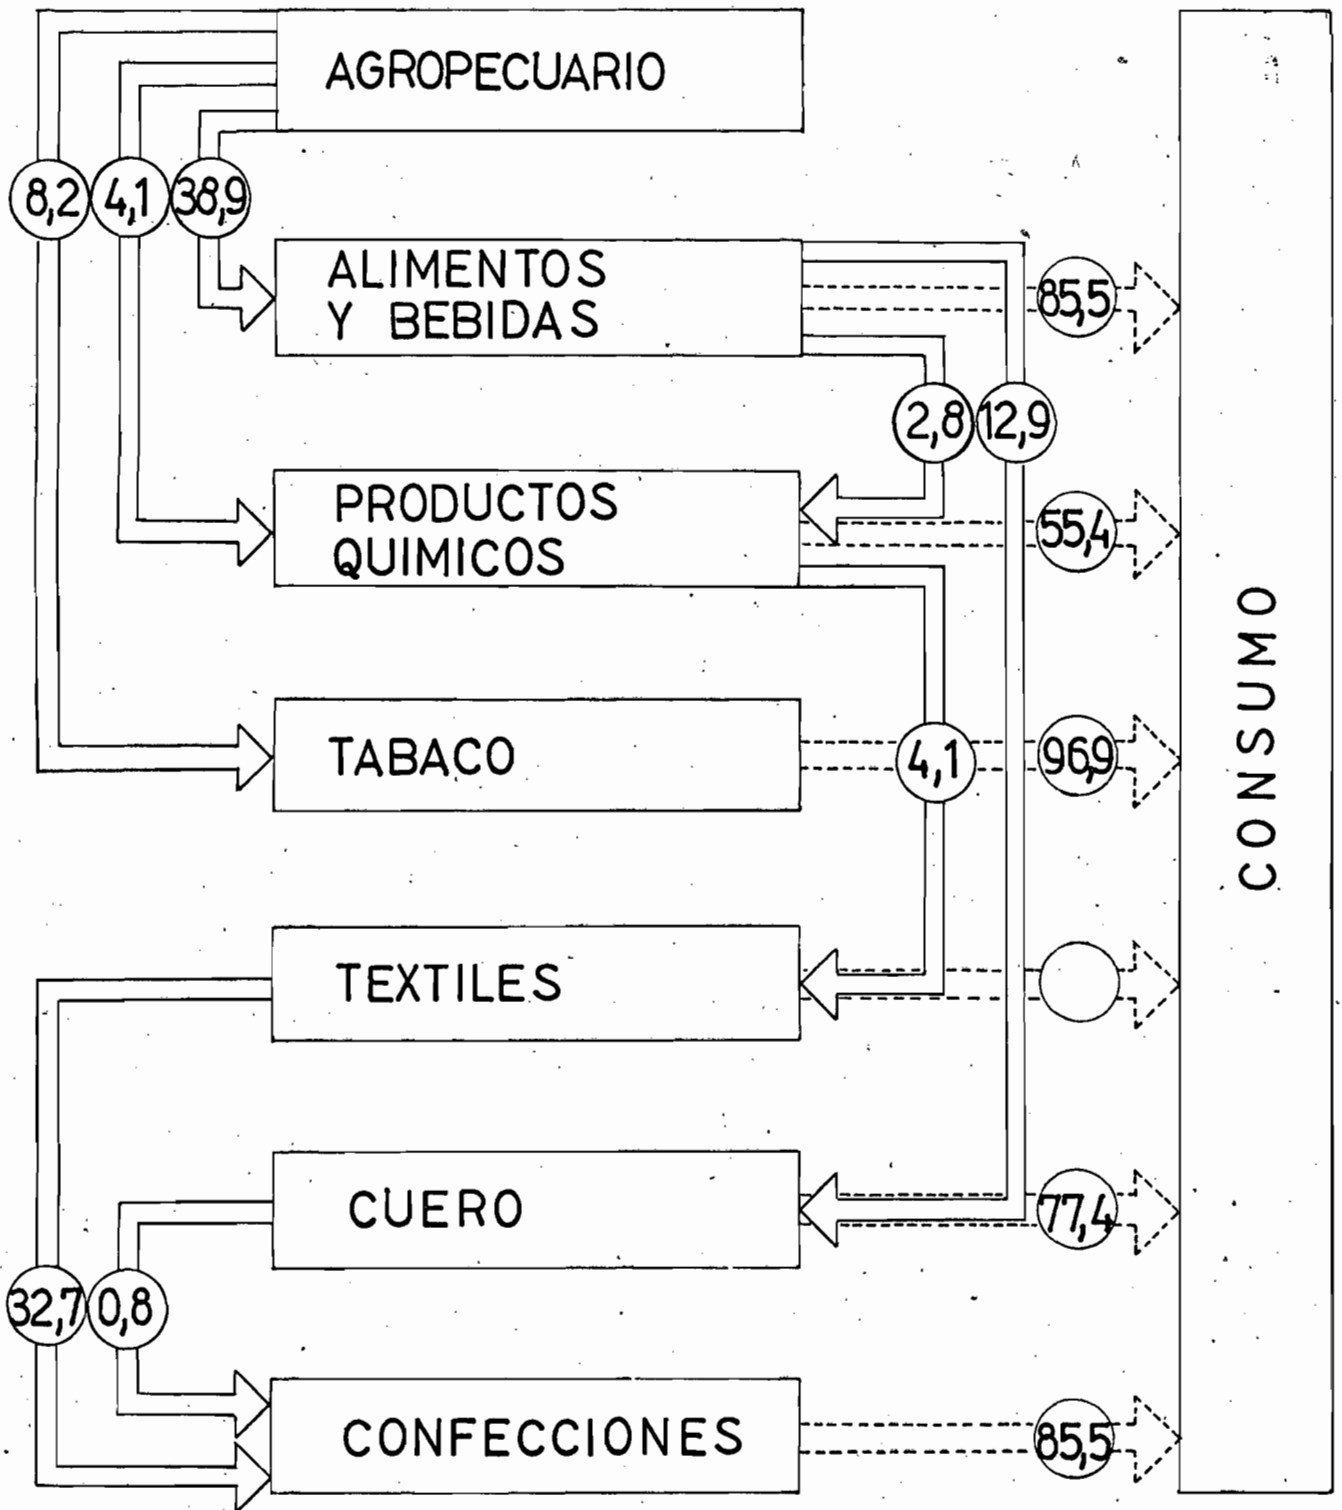 AGROPECUARIO
8,2 4,1 38,9
ALIMENTOS
Y BEBIDAS
85,5
2,8 12,9
PRODUCTOS
QUIMICOS
55,4
TABACO
4,1
96,9
TEXTILES
CUERO
77,4
32,7 0,8
CONFECCIONES
85,5
CONSUMO